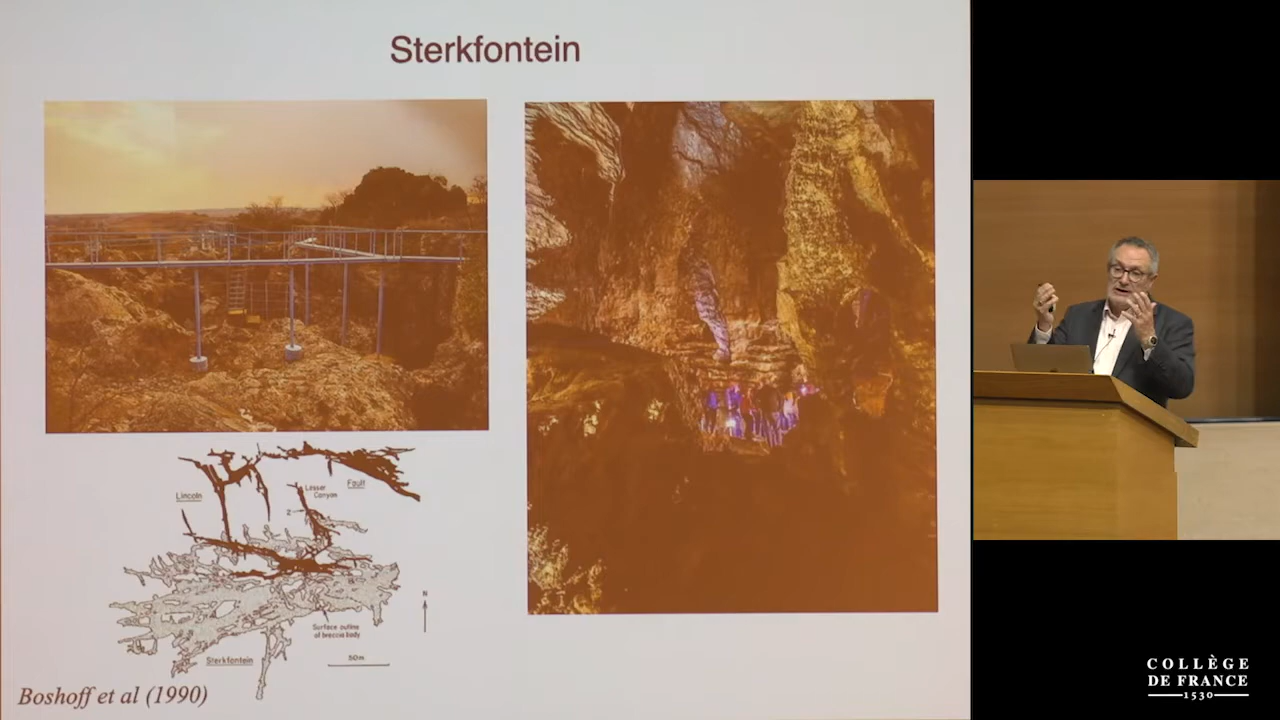 Sterkfontein
Lincoln
Lesser
Canyon
Fault
2
N
Surface outline
of breccia body
Sterkfontein
50m
Boshoff et al (1990)
COLLÈGE
DE FRANCE
1530